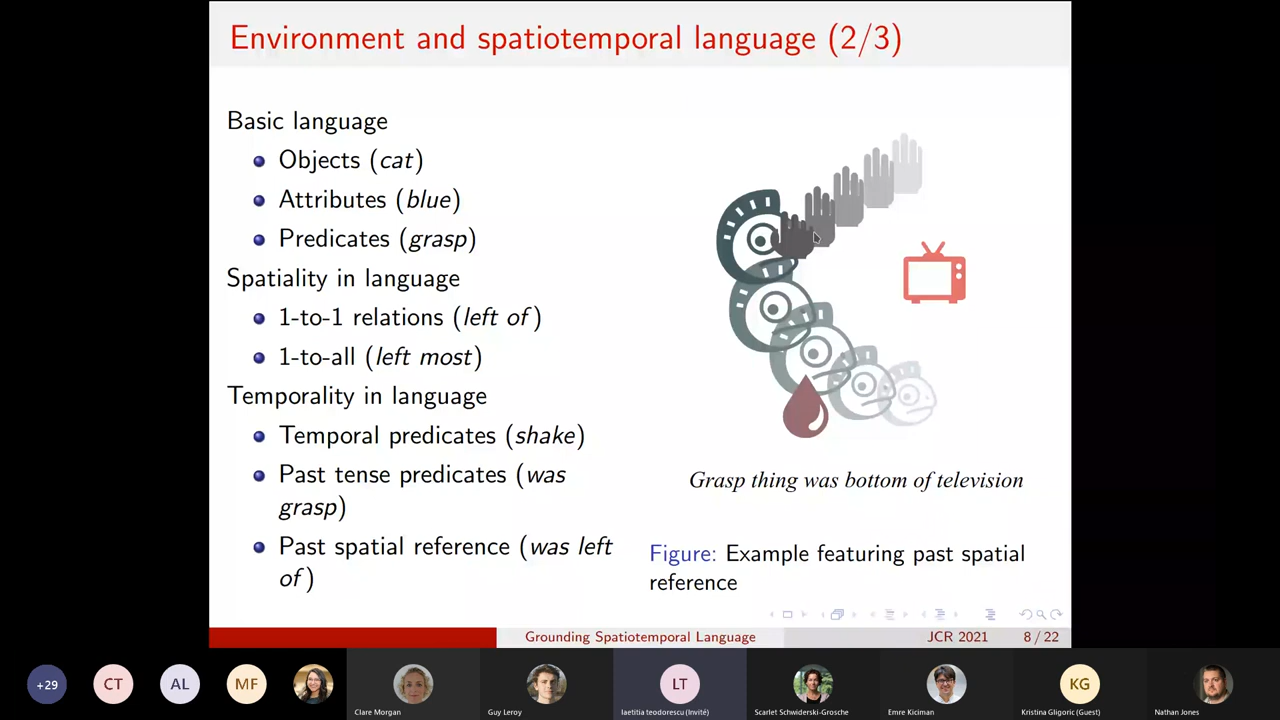 Environment and spatiotemporal language (2/3)
Basic language
Objects (cat)
Attributes (blue)
Predicates (grasp)
Spatiality in language
1-to-1 relations (left of)
1-to-all (left most)
Temporality in language
Temporal predicates (shake)
Past tense predicates (was
grasp)
Past spatial reference (was left
of)
Grasp thing was bottom of television
Figure: Example featuring past spatial
reference
Grounding Spatiotemporal Language
JCR 2021
8 / 22
+29
CT
AL
MF
LT
KG
Clare Morgan
Guy Leroy
laetitia teodorescu (Invité)
Scarlet Schwiderski-Grosche
Emre Kiciman
Kristina Gligoric (Guest)
Nathan Jones